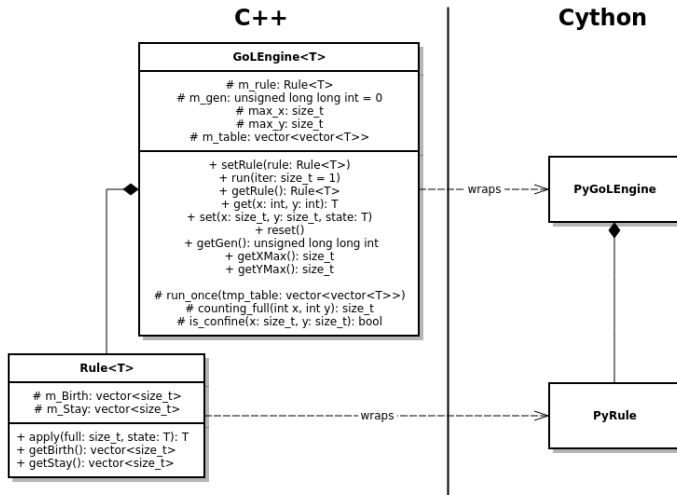 C++
Cython
GoLEngine<T>
# m_rule: Rule<T>
# m_gen: unsigned long long int = 0
# max_x: size_t
# max_y: size_t
# m_table: vector<vector<T>>
+ setRule(rule: Rule<T>)
+ run(iter: size_t = 1)
+ getRule(): Rule<T>
+ get(x: int, y: int): T
+ set(x: size_t, y: size_t, state: T)
+ reset()
+ getGen(): unsigned long long int
+ getXMax(): size_t
+ getYMax(): size_t
# run_once(tmp_table: vector<vector<T>>)
# counting_full(int x, int y): size_t
# is_confine(x: size_t, y: size_t): bool
wraps
PyGoLEngine
Rule<T>
# m_Birth: vector<size_t>
# m_Stay: vector<size_t>
+ apply(full: size_t, state: T): T
+ getBirth(): vector<size_t>
+ getStay(): vector<size_t>
wraps
PyRule